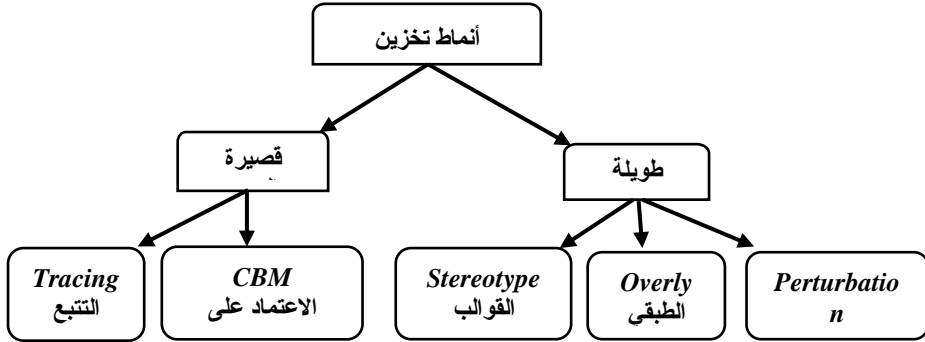 أنماط تخزين
قصيرة
طويلة
Tracing
التتبع
CBM
الاعتماد على
Stereotype
القوالب
Overly
الطبقي
Perturbatio
n